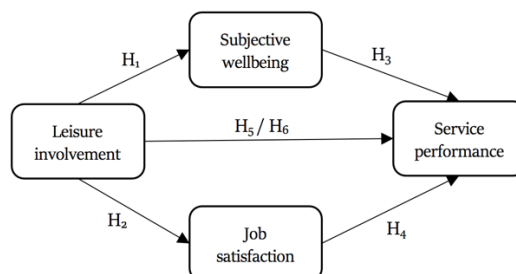 Subjective
wellbeing
H₁
H₃
Leisure
involvement
H₅ / H₆
Service
performance
H₂
H₄
Job
satisfaction